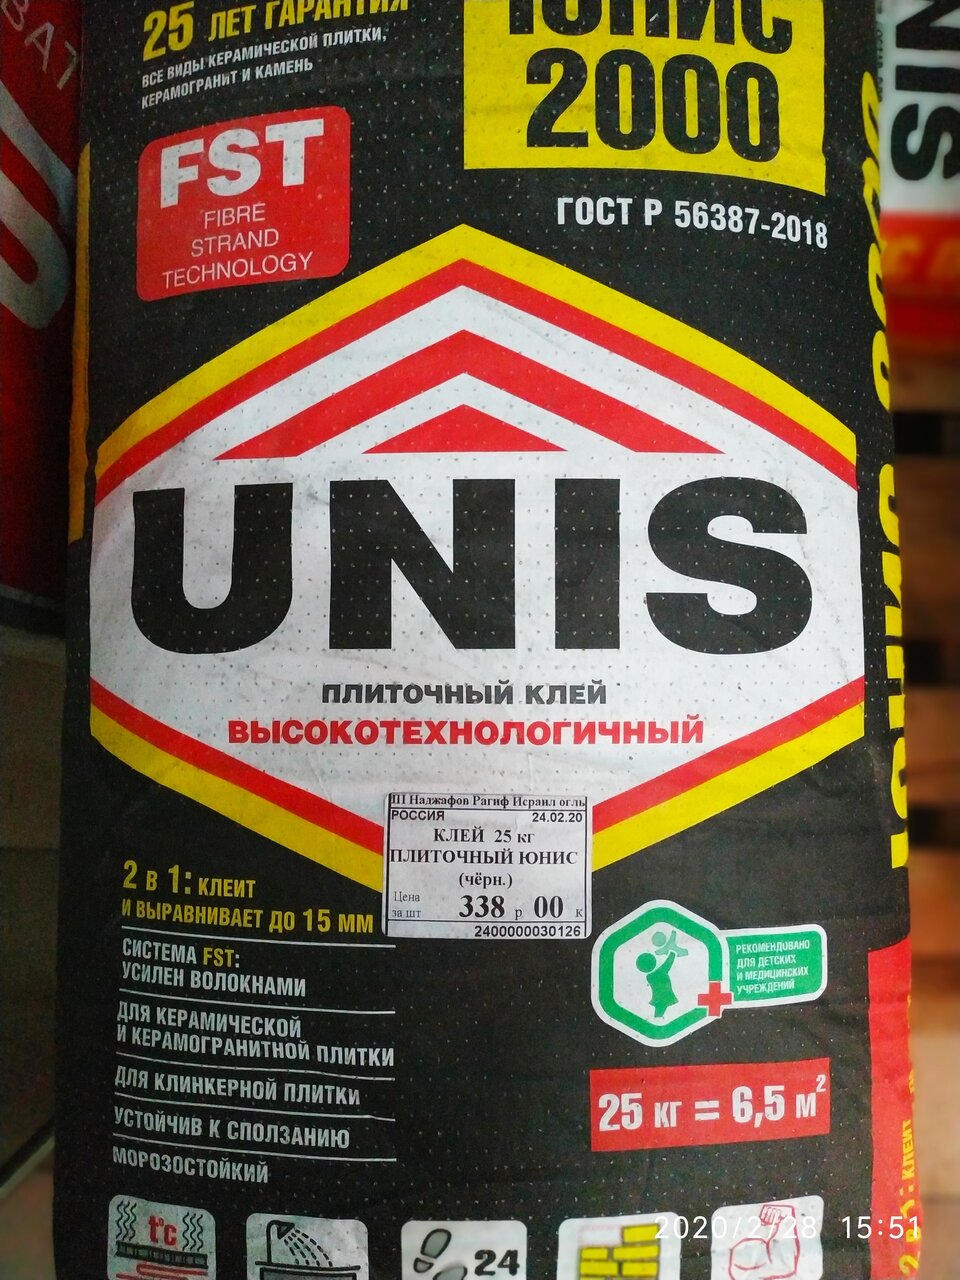 25 ЛЕТ ГАРАНТИЯ
ВСЕ ВИДЫ КЕРАМИЧЕСКОЙ ПЛИТКИ,
КЕРАМОГРАНИТ И КАМЕНЬ
FST
FIBRE
STRAND
TECHNOLOGY
ЮНИС
2000
ГОСТ Р 56387-2018
UNIS
ПЛИТОЧНЫЙ КЛЕЙ
ВЫСОКОТЕХНОЛОГИЧНЫЙ
Наджафов Рагиф Исраил оглы
РОССИЯ 24.02.20
КЛЕЙ 25 кг
ПЛИТОЧНЫЙ ЮНИС
(чёрн.)
Цена
за шт 338 р 00 к
2400000030126
2 в 1: КЛЕИТ
И ВЫРАВНИВАЕТ ДО 15 ММ
СИСТЕМА FST:
УСИЛЕН ВОЛОКНАМИ
ДЛЯ КЕРАМИЧЕСКОЙ
И КЕРАМОГРАНИТНОЙ ПЛИТКИ
ДЛЯ КЛИНКЕРНОЙ ПЛИТКИ
УСТОЙЧИВ К СПОЛЗАНИЮ
МОРОЗОСТОЙКИЙ
РЕКОМЕНДОВАНО
ДЛЯ ДЕТСКИХ
И МЕДИЦИНСКИХ
УЧРЕЖДЕНИЙ
25 кг = 6,5 м²
t°c
24
2020/2/28 15:51